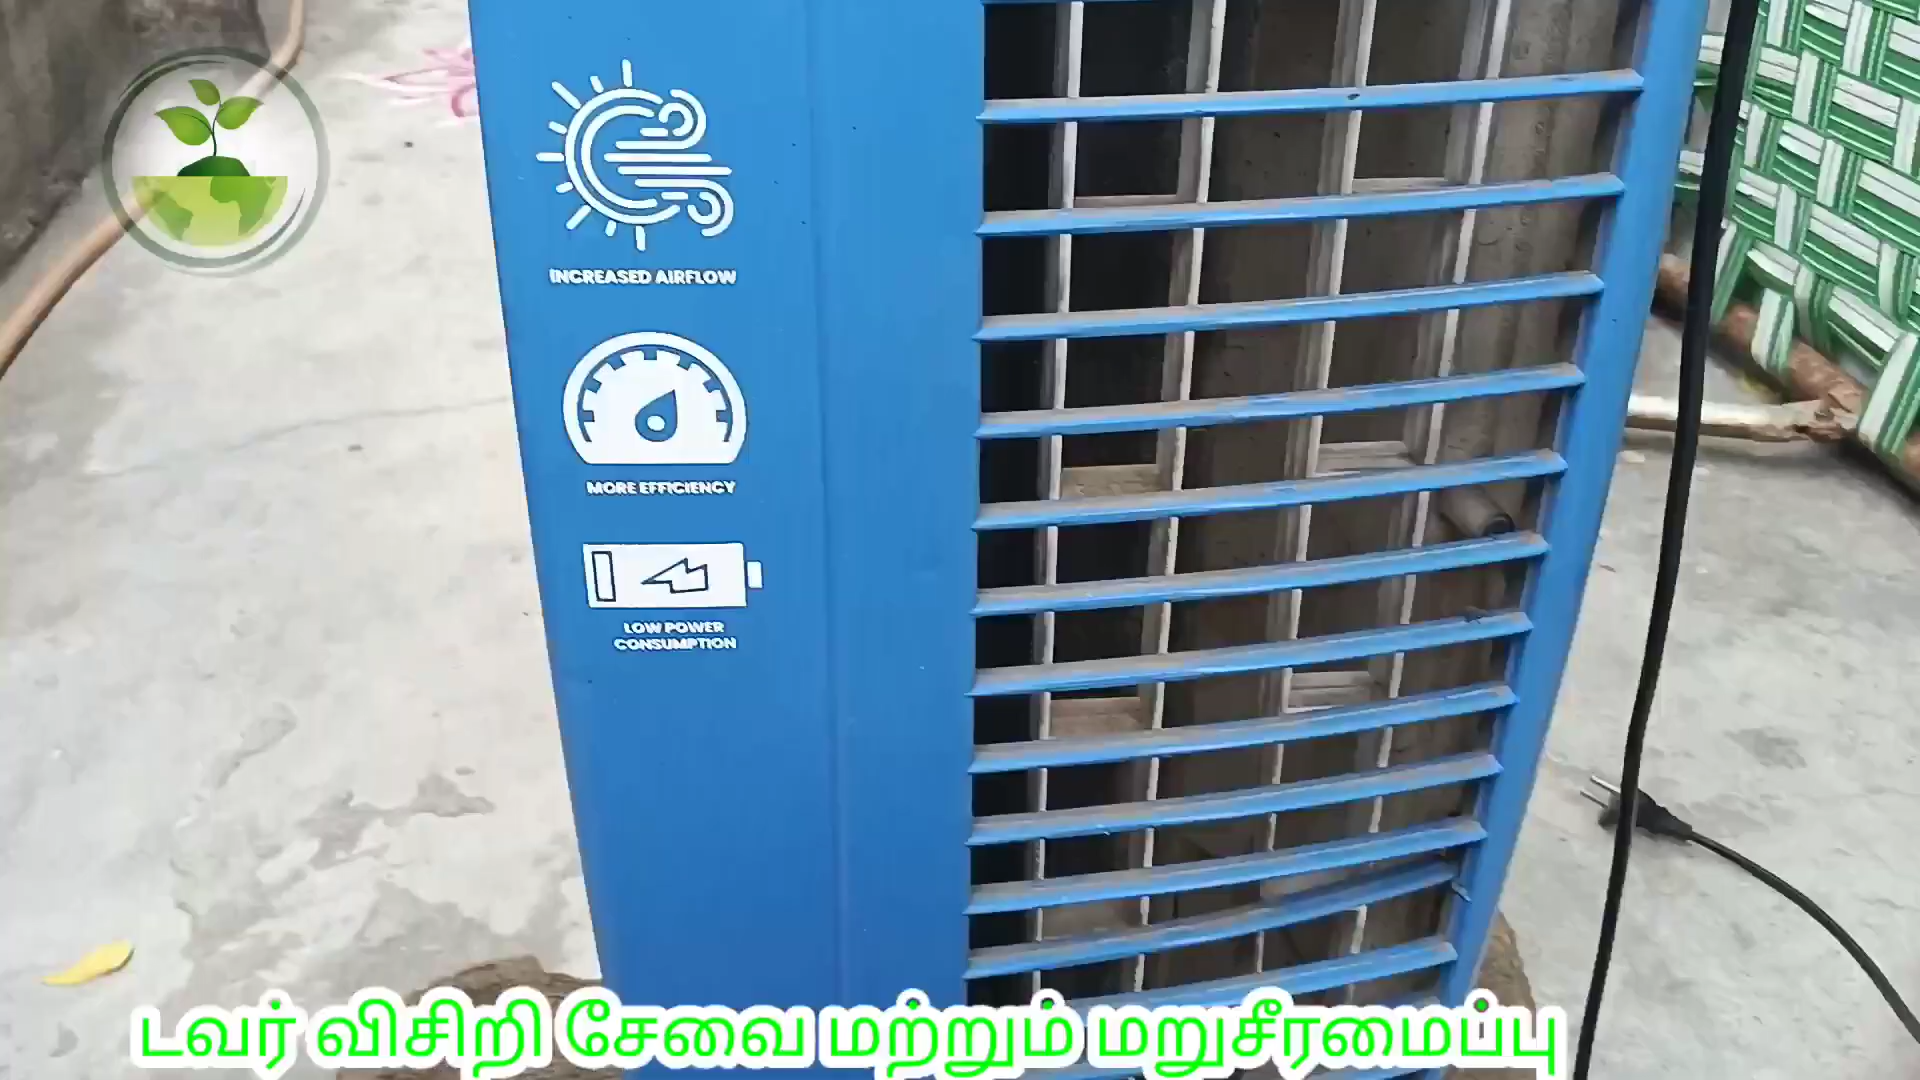 INCREASED AIRFLOW
MORE EFFICIENCY
LOW POWER
CONSUMPTION
டவர் விசிறி சேவை மற்றும் மறுசீரமைப்பு